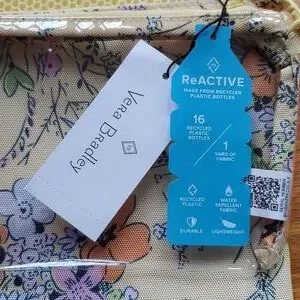 Vera Bradley
ReACTIVE
MADE FROM RECYCLED
PLASTIC BOTTLES
16
RECYCLED
PLASTIC
BOTTLES
1
YARD OF
FABRIC
RECYCLED
PLASTIC
WATER
REPELLENT
FABRIC
DURABLE
LIGHTWEIGHT